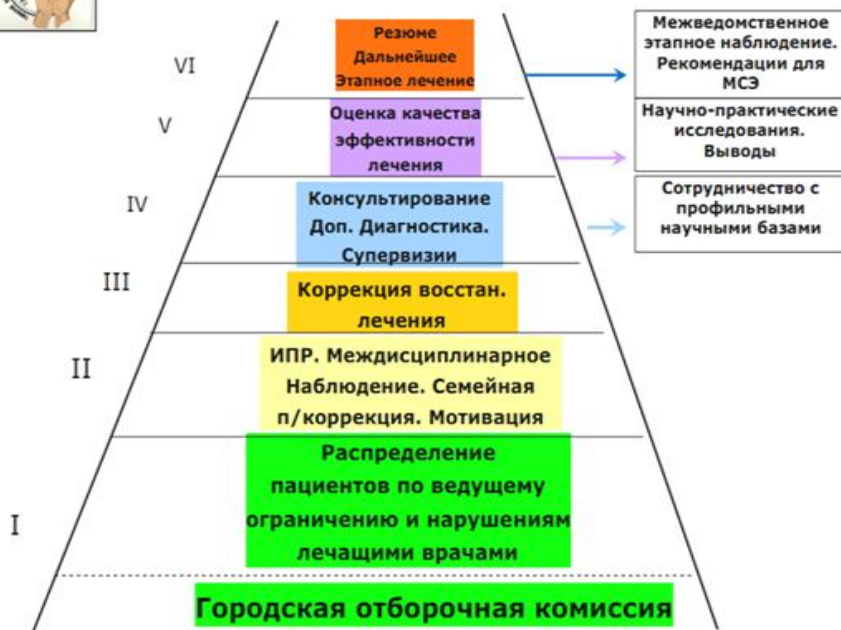 VI
Резюме
Дальнейшее
Этапное лечение
Межведомственное
этапное наблюдение.
Рекомендации для
МСЭ
V
Оценка качества
эффективности
лечения
Научно-практические
исследования.
Выводы
IV
Консультирование
Доп. Диагностика.
Супервизии
Сотрудничество с
профильными
научными базами
III
Коррекция восстан.
лечения
II
ИПР. Междисциплинарное
Наблюдение. Семейная
п/коррекция. Мотивация
I
Распределение
пациентов по ведущему
ограничению и нарушениям
лечащими врачами
Городская отборочная комиссия